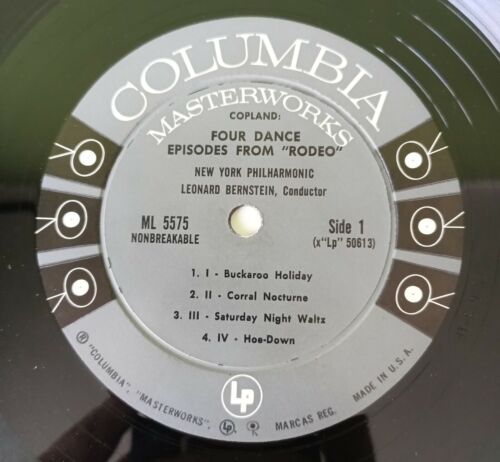 COLUMBIA
MASTERWORKS
COPLAND:
FOUR DANCE
EPISODES FROM "RODEO"
NEW YORK PHILHARMONIC
LEONARD BERNSTEIN, Conductor
ML 5575
NONBREAKABLE
Side 1
(x"Lp" 50613)
1. I - Buckaroo Holiday
2. II - Corral Nocturne
3. III - Saturday Night Waltz
4. IV - Hoe-Down
Lp
® "COLUMBIA", "MASTERWORKS", MARCAS REG. MADE IN U.S.A.